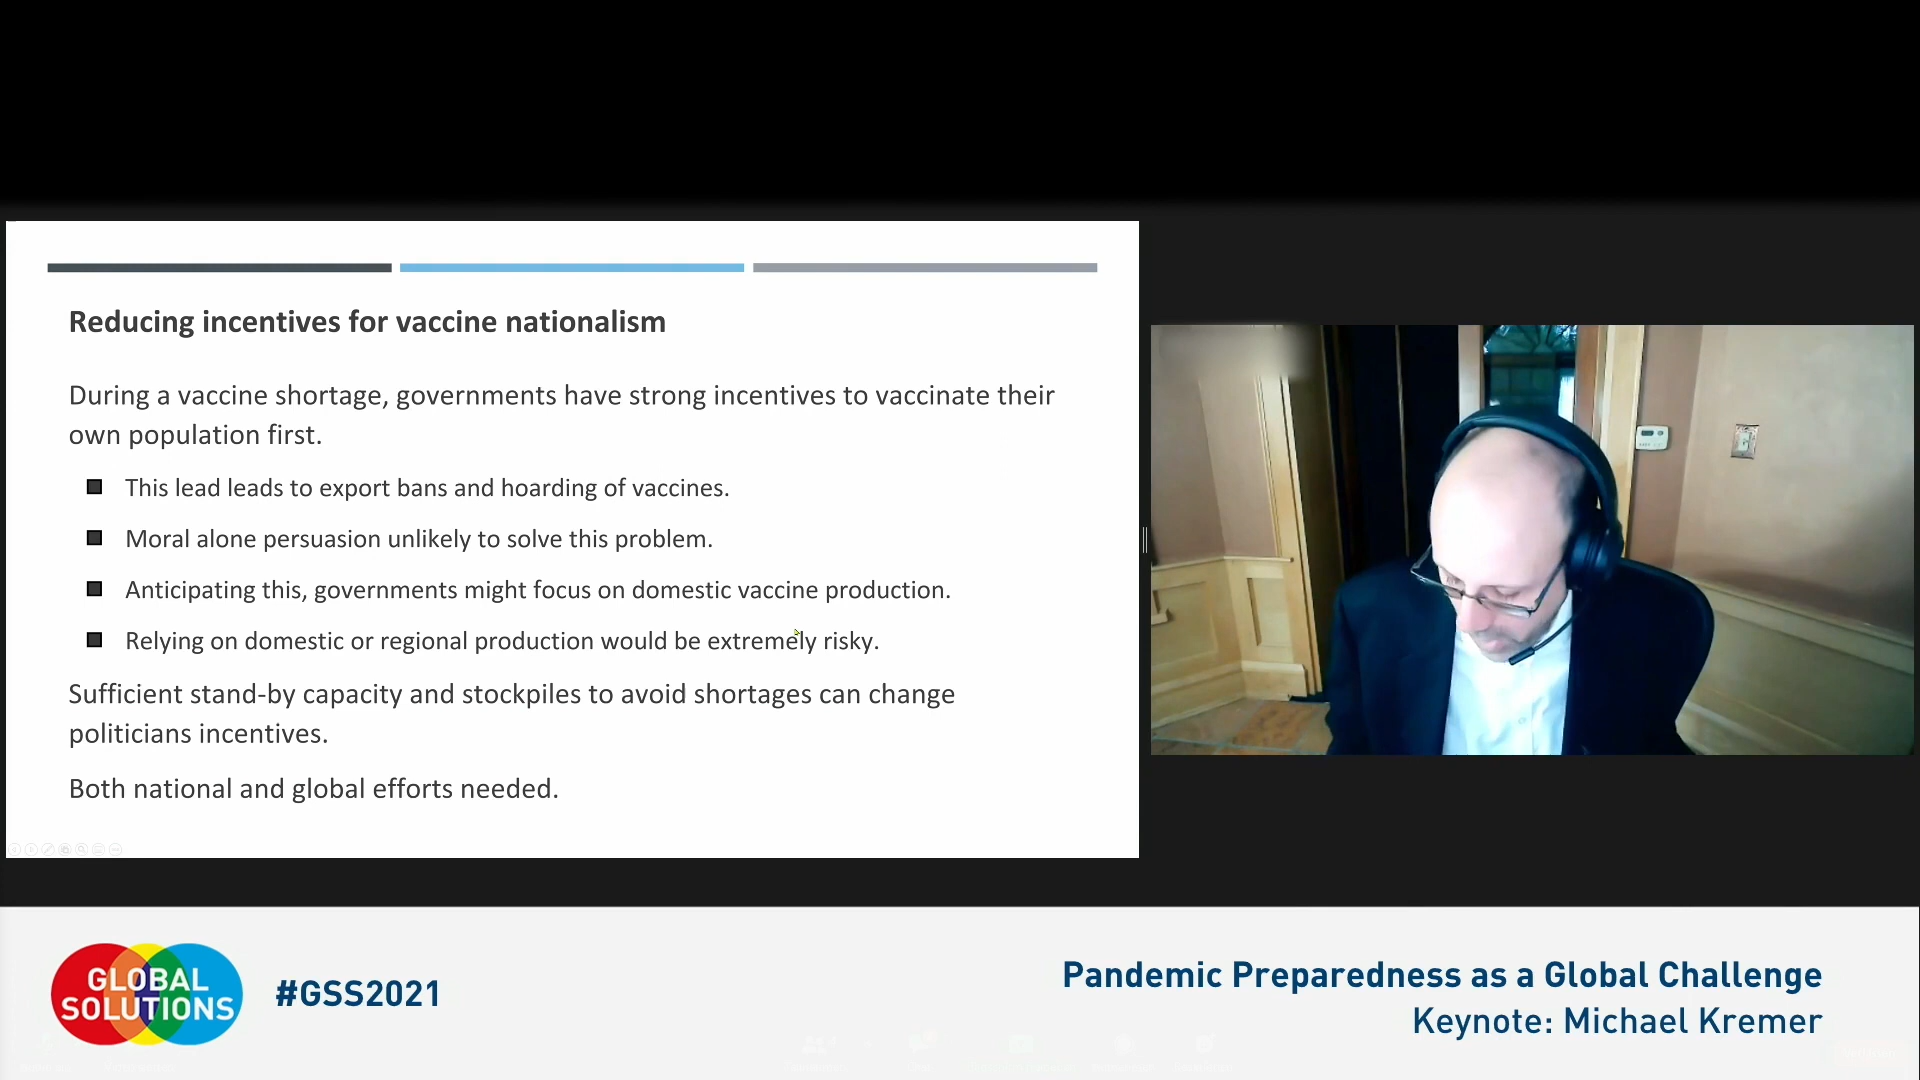 Reducing incentives for vaccine nationalism
During a vaccine shortage, governments have strong incentives to vaccinate their
own population first.
This lead leads to export bans and hoarding of vaccines.
Moral alone persuasion unlikely to solve this problem.
Anticipating this, governments might focus on domestic vaccine production.
Relying on domestic or regional production would be extremely risky.
Sufficient stand-by capacity and stockpiles to avoid shortages can change
politicians incentives.
Both national and global efforts needed.
GLOBAL
SOLUTIONS
#GSS2021
Pandemic Preparedness as a Global Challenge
Keynote: Michael Kremer